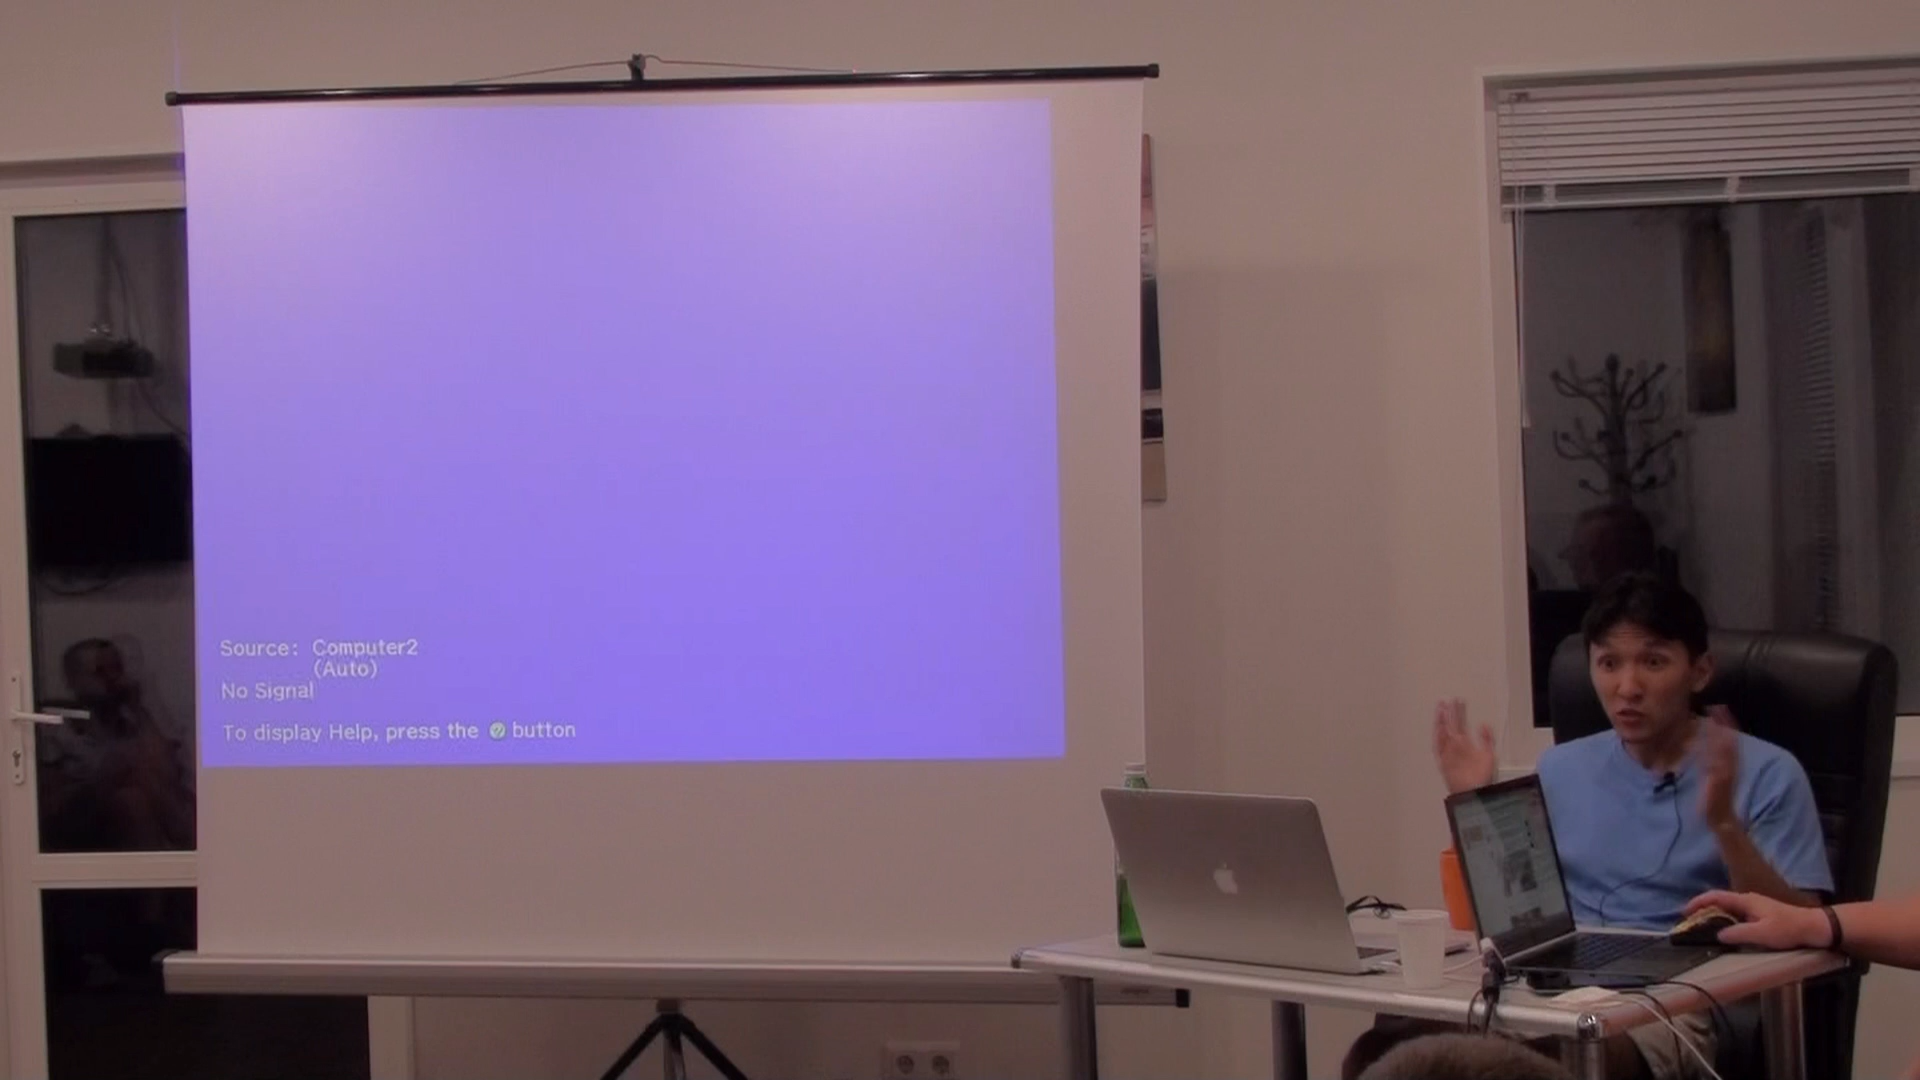 Source: Computer2
(Auto)
No Signal
To display Help, press the button